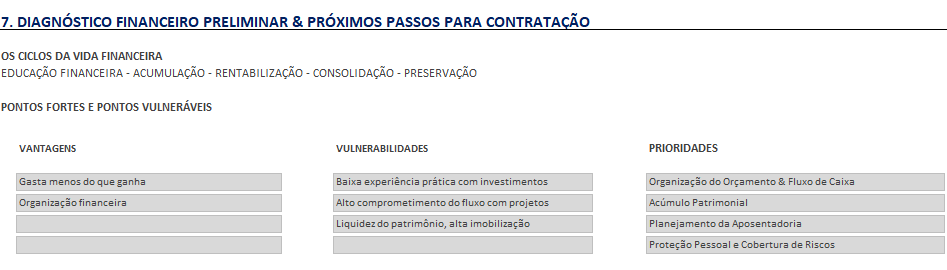 7. DIAGNÓSTICO FINANCEIRO PRELIMINAR & PRÓXIMOS PASSOS PARA CONTRATAÇÃO
OS CICLOS DA VIDA FINANCEIRA
EDUCAÇÃO FINANCEIRA - ACUMULAÇÃO - RENTABILIZAÇÃO - CONSOLIDAÇÃO - PRESERVAÇÃO
PONTOS FORTES E PONTOS VULNERÁVEIS
VANTAGENS
Gasta menos do que ganha
Organização financeira
VULNERABILIDADES
Baixa experiência prática com investimentos
Alto comprometimento do fluxo com projetos
Liquidez do patrimônio, alta imobilização
PRIORIDADES
Organização do Orçamento & Fluxo de Caixa
Acúmulo Patrimonial
Planejamento da Aposentadoria
Proteção Pessoal e Cobertura de Riscos